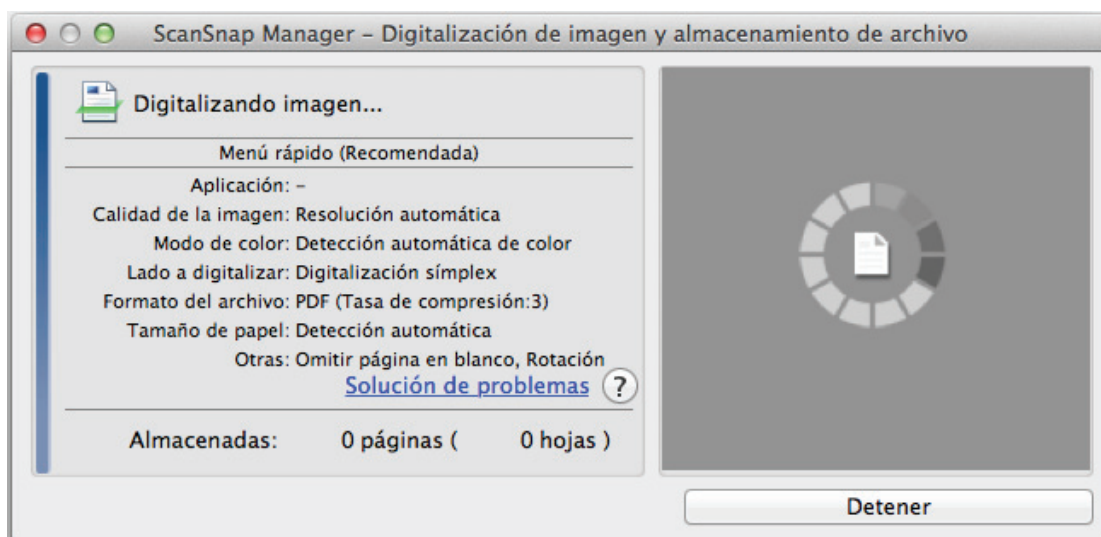 ScanSnap Manager – Digitalización de imagen y almacenamiento de archivo
Digitalizando imagen...
Menú rápido (Recomendada)
Aplicación: –
Calidad de la imagen: Resolución automática
Modo de color: Detección automática de color
Lado a digitalizar: Digitalización símplex
Formato del archivo: PDF (Tasa de compresión:3)
Tamaño de papel: Detección automática
Otras: Omitir página en blanco, Rotación
Solución de problemas ?
Almacenadas: 0 páginas ( 0 hojas )
Detener